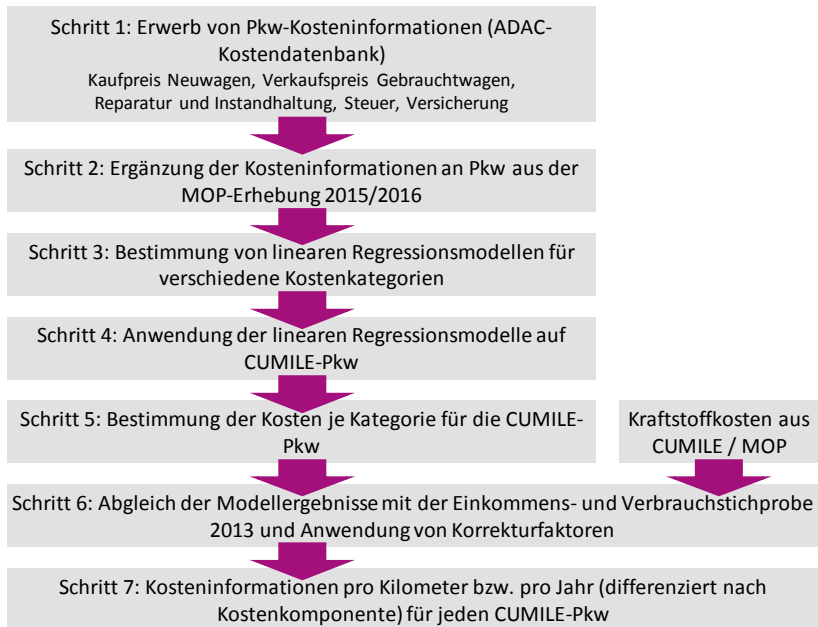 Schritt 1: Erwerb von Pkw-Kosteninformationen (ADAC-
Kostendatenbank)
Kaufpreis Neuwagen, Verkaufspreis Gebrauchtwagen,
Reparatur und Instandhaltung, Steuer, Versicherung
Schritt 2: Ergänzung der Kosteninformationen an Pkw aus der
MOP-Erhebung 2015/2016
Schritt 3: Bestimmung von linearen Regressionsmodellen für
verschiedene Kostenkategorien
Schritt 4: Anwendung der linearen Regressionsmodelle auf
CUMILE-Pkw
Schritt 5: Bestimmung der Kosten je Kategorie für die CUMILE-
Pkw
Kraftstoffkosten aus
CUMILE / MOP
Schritt 6: Abgleich der Modellergebnisse mit der Einkommens- und Verbrauchstichprobe
2013 und Anwendung von Korrekturfaktoren
Schritt 7: Kosteninformationen pro Kilometer bzw. pro Jahr (differenziert nach
Kostenkomponente) für jeden CUMILE-Pkw